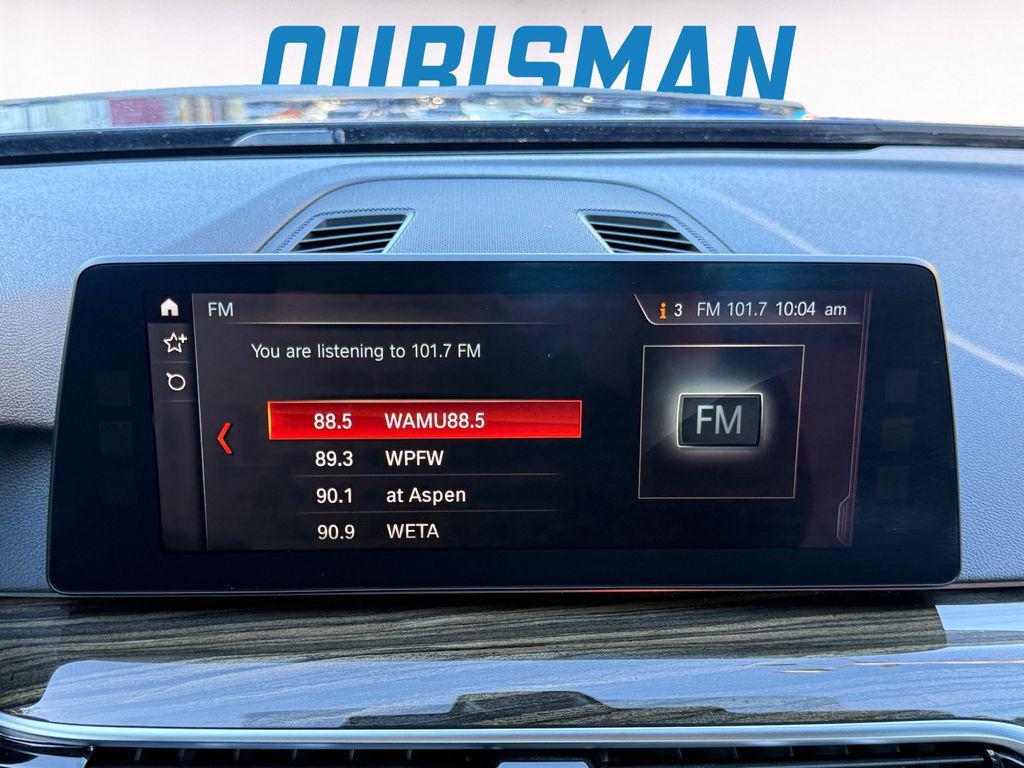 OURISMAN
FM
3 FM 101.7 10:04 am
You are listening to 101.7 FM
88.5 WAMU88.5
89.3 WPFW
90.1 at Aspen
90.9 WETA
FM